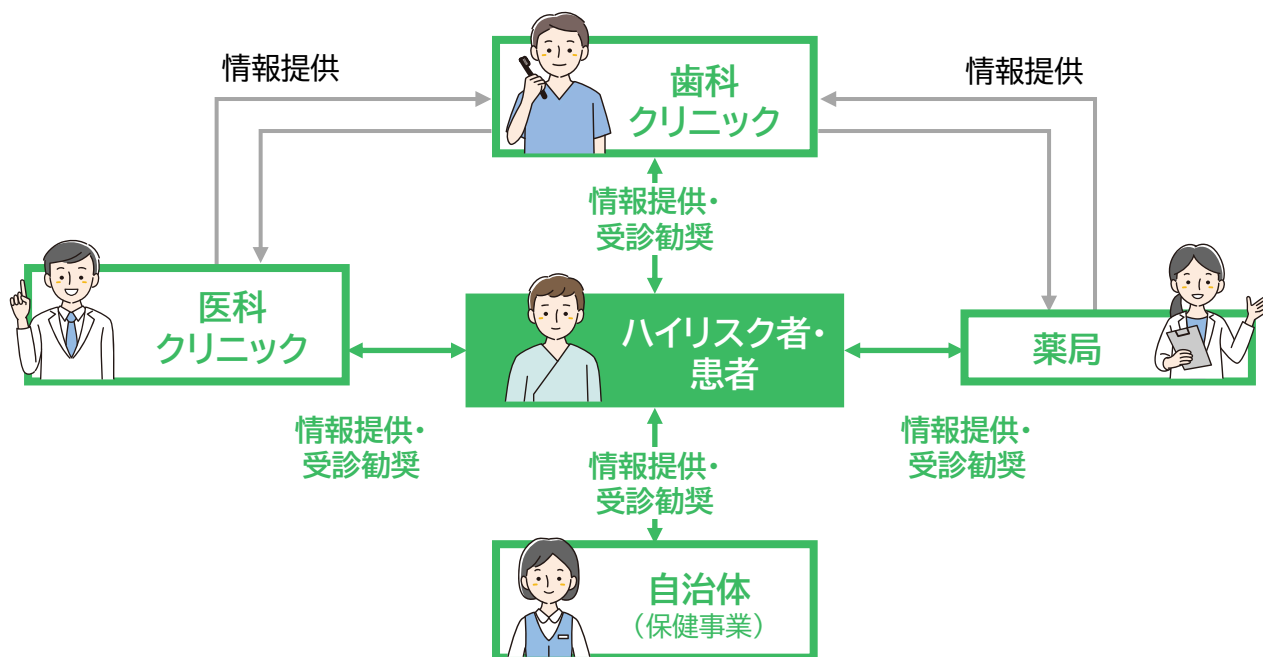 情報提供
歯科
クリニック
情報提供
情報提供・
受診勧奨
医科
クリニック
ハイリスク者・
患者
薬局
情報提供・
受診勧奨
情報提供・
受診勧奨
情報提供・
受診勧奨
自治体
（保健事業）